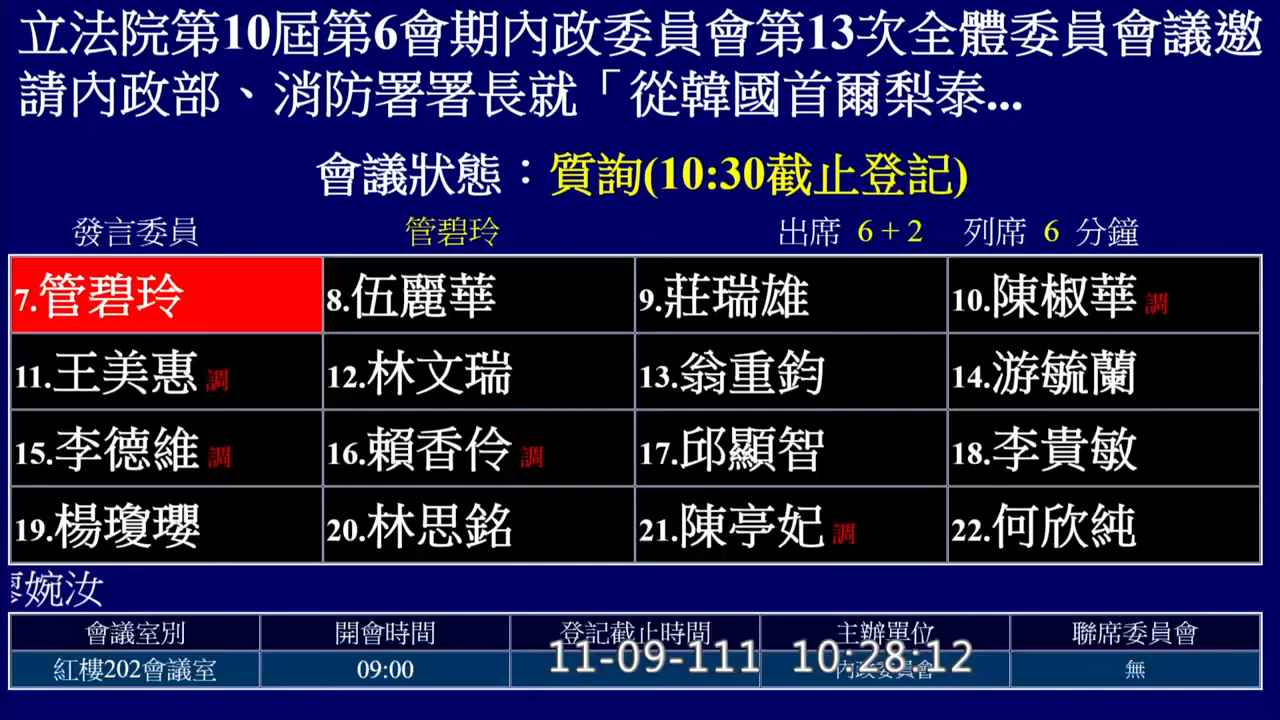 立法院第10屆第6會期內政委員會第13次全體委員會議邀
請內政部、消防署署長就「從韓國首爾梨泰...
會議狀態：質詢(10:30截止登記)
發言委員 管碧玲 出席 6 + 2 列席 6 分鐘
7.管碧玲 8.伍麗華 9.莊瑞雄 10.陳椒華 調
11.王美惠 調 12.林文瑞 13.翁重鈞 14.游毓蘭
15.李德維 調 16.賴香伶 調 17.邱顯智 18.李貴敏
19.楊瓊瓔 20.林思銘 21.陳亭妃 調 22.何欣純
婉汝
會議室別 開會時間 登記截止時間 主辦單位 聯席委員會
紅樓202會議室 09:00 內政委員會 無
11-09-111 10:28:12